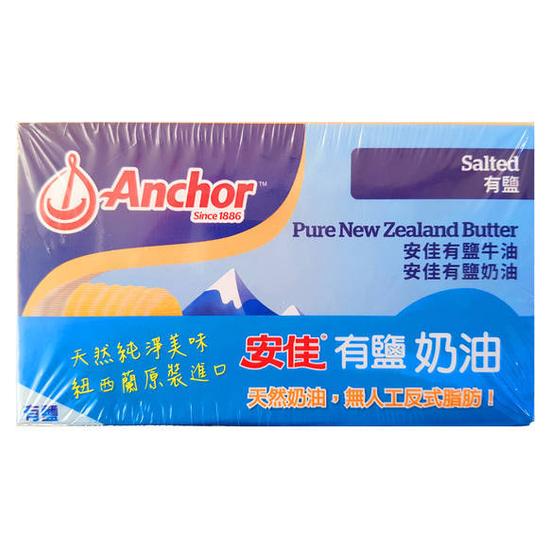 Anchor™
Since 1886
Salted
有鹽
Pure New Zealand Butter
安佳有鹽牛油
安佳有鹽奶油
天然純淨美味
紐西蘭原裝進口
安佳® 有鹽 奶油
天然奶油，無人工反式脂肪！
有鹽